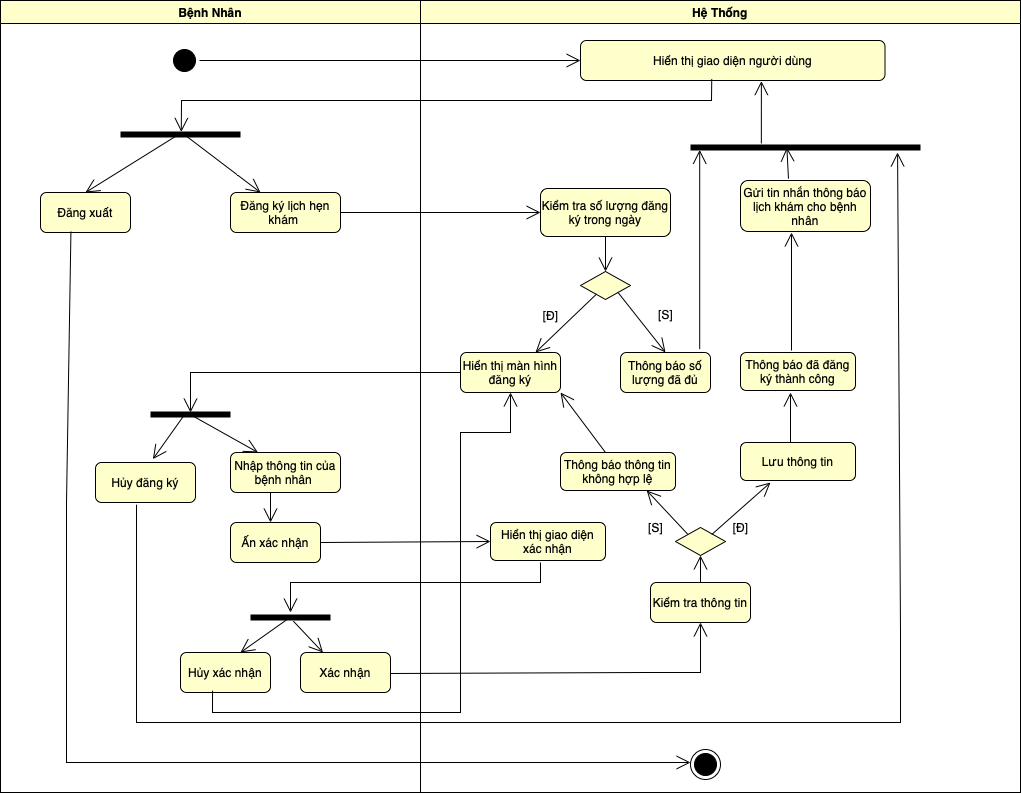 Bệnh Nhân
Hệ Thống
Hiển thị giao diện người dùng
Đăng xuất
Đăng ký lịch hẹn
khám
Kiểm tra số lượng đăng
ký trong ngày
Gửi tin nhắn thông báo
lịch khám cho bệnh
nhân
[Đ]
[S]
Hiển thị màn hình
đăng ký
Thông báo số
lượng đã đủ
Thông báo đã đăng
ký thành công
Hủy đăng ký
Nhập thông tin của
bệnh nhân
Thông báo thông tin
không hợp lệ
Lưu thông tin
Ấn xác nhận
Hiển thị giao diện
xác nhận
[S]
[Đ]
Kiểm tra thông tin
Hủy xác nhận
Xác nhận